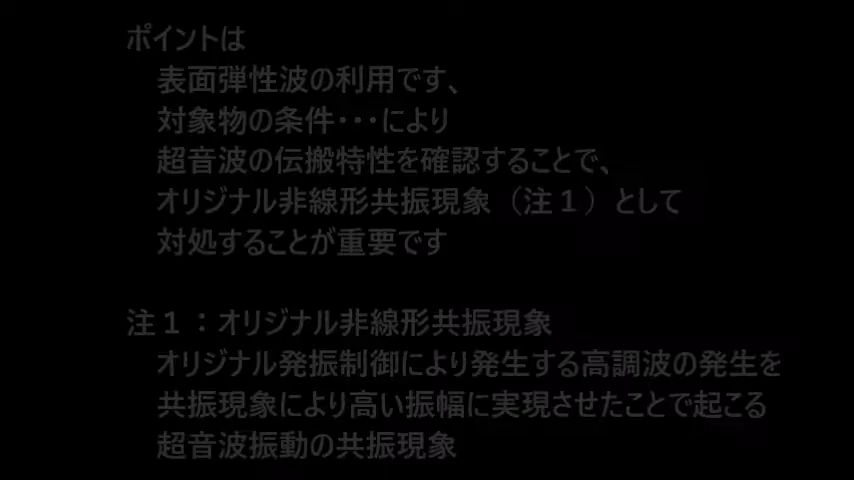 ポイントは
表面弾性波の利用です、
対象物の条件・・・により
超音波の伝搬特性を確認することで、
オリジナル非線形共振現象（注１）として
対処することが重要です
注１：オリジナル非線形共振現象
オリジナル発振制御により発生する高調波の発生を
共振現象により高い振幅に実現させたことで起こる
超音波振動の共振現象